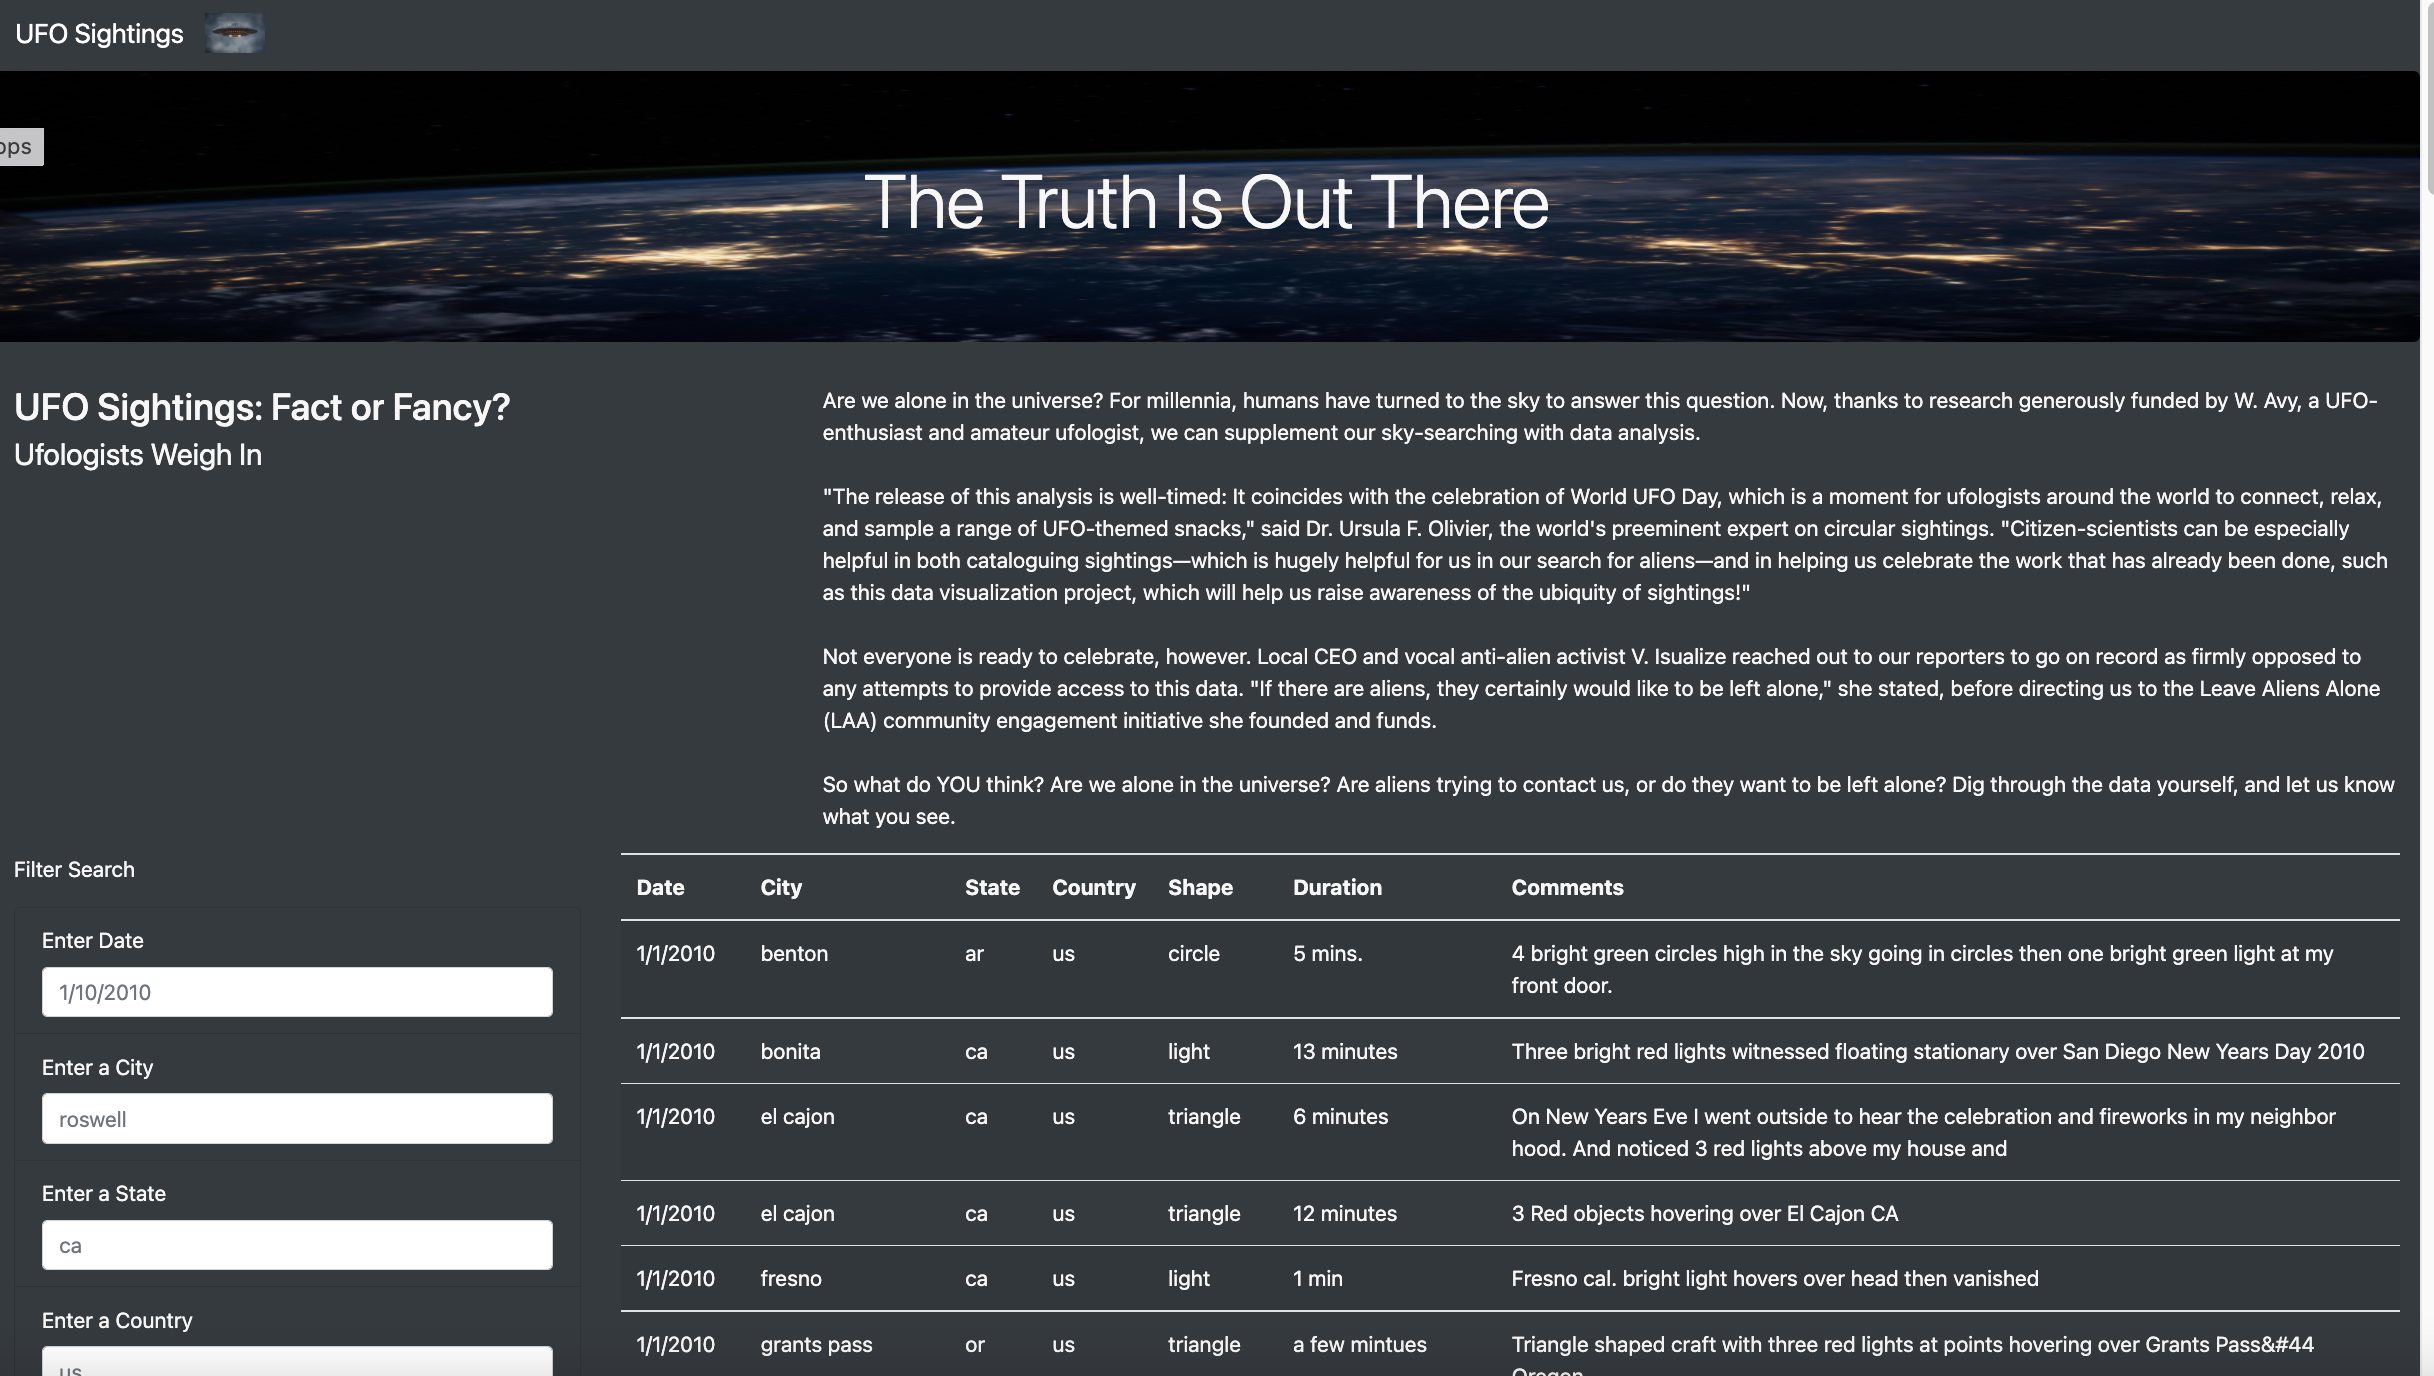 UFO Sightings
The Truth Is Out There
UFO Sightings: Fact or Fancy?
Ufologists Weigh In
Are we alone in the universe? For millennia, humans have turned to the sky to answer this question. Now, thanks to research generously funded by W. Avy, a UFO-
enthusiast and amateur ufologist, we can supplement our sky-searching with data analysis.
"The release of this analysis is well-timed: It coincides with the celebration of World UFO Day, which is a moment for ufologists around the world to connect, relax,
and sample a range of UFO-themed snacks," said Dr. Ursula F. Olivier, the world's preeminent expert on circular sightings. "Citizen-scientists can be especially
helpful in both cataloguing sightings—which is hugely helpful for us in our search for aliens—and in helping us celebrate the work that has already been done, such
as this data visualization project, which will help us raise awareness of the ubiquity of sightings!"
Not everyone is ready to celebrate, however. Local CEO and vocal anti-alien activist V. Isualize reached out to our reporters to go on record as firmly opposed to
any attempts to provide access to this data. "If there are aliens, they certainly would like to be left alone," she stated, before directing us to the Leave Aliens Alone
(LAA) community engagement initiative she founded and funds.
So what do YOU think? Are we alone in the universe? Are aliens trying to contact us, or do they want to be left alone? Dig through the data yourself, and let us know
what you see.
Filter Search
Enter Date
1/10/2010
Enter a City
roswell
Enter a State
ca
Enter a Country
us
Date City State Country Shape Duration Comments
1/1/2010 benton ar us circle 5 mins. 4 bright green circles high in the sky going in circles then one bright green light at my
front door.
1/1/2010 bonita ca us light 13 minutes Three bright red lights witnessed floating stationary over San Diego New Years Day 2010
1/1/2010 el cajon ca us triangle 6 minutes On New Years Eve I went outside to hear the celebration and fireworks in my neighbor
hood. And noticed 3 red lights above my house and
1/1/2010 el cajon ca us triangle 12 minutes 3 Red objects hovering over El Cajon CA
1/1/2010 fresno ca us light 1 min Fresno cal. bright light hovers over head then vanished
1/1/2010 grants pass or us triangle a few mintues Triangle shaped craft with three red lights at points hovering over Grants Pass&#44
Oregon